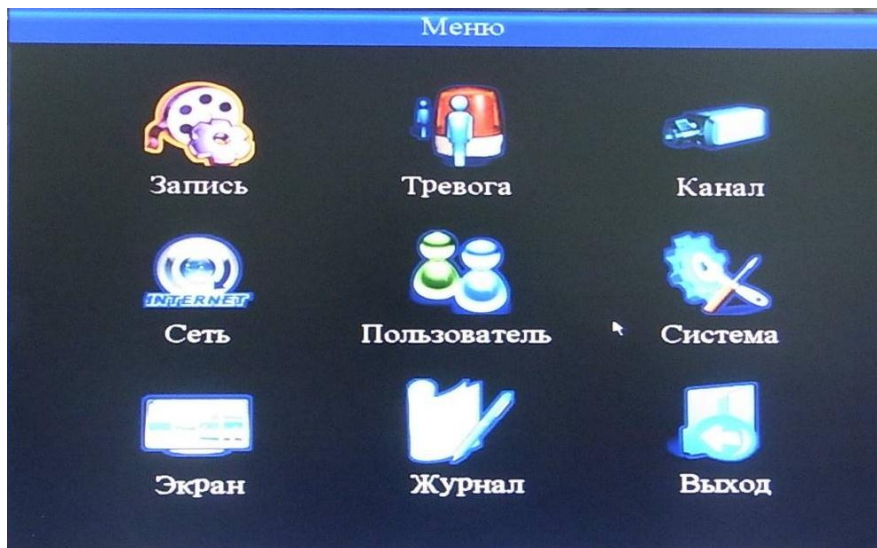 Меню
Запись
Тревога
Канал
INTERNET
Сеть
Пользователь
Система
Экран
Журнал
Выход